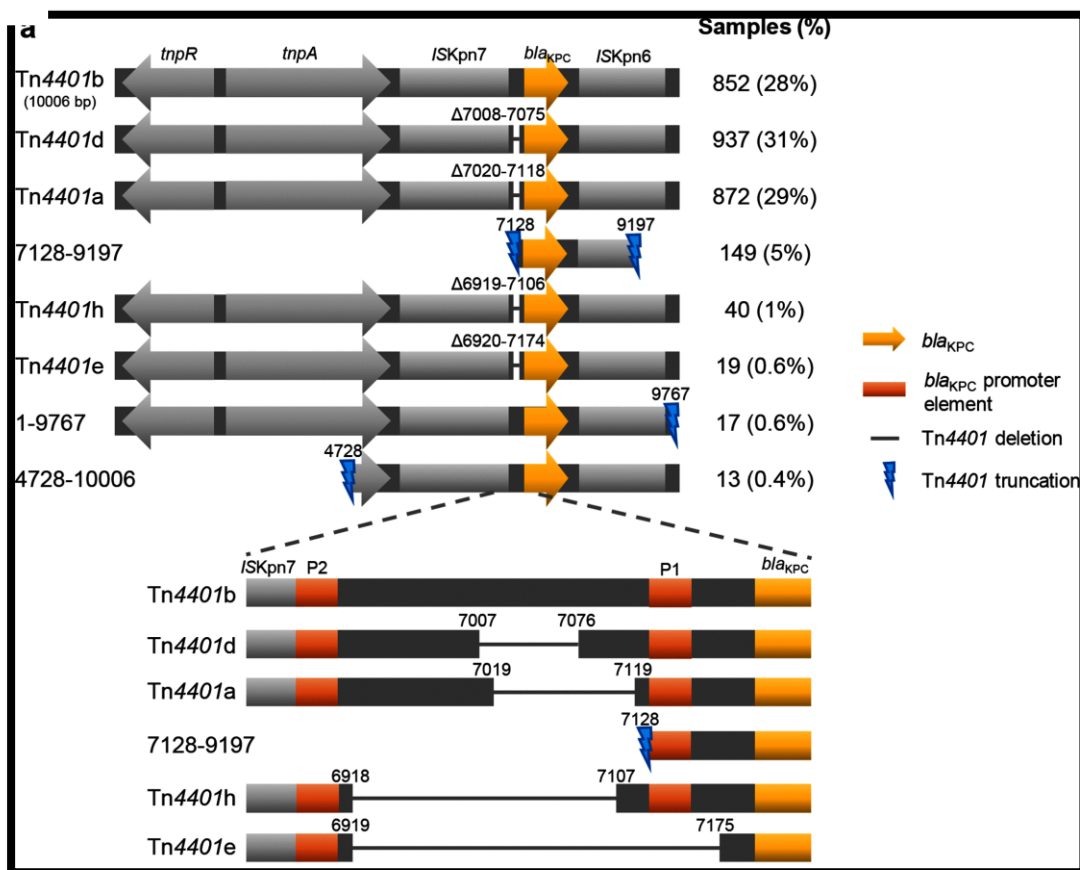 a
Samples (%)
tnpR tnpA ISKpn7 blaKPC ISKpn6
Tn4401b 852 (28%)
(10006 bp)
Δ7008-7075
Tn4401d 937 (31%)
Δ7020-7118
Tn4401a 872 (29%)
7128 9197
7128-9197 149 (5%)
Δ6919-7106
Tn4401h 40 (1%)
Δ6920-7174
Tn4401e 19 (0.6%)
9767
1-9767 17 (0.6%)
4728
4728-10006 13 (0.4%)
blaKPC
blaKPC promoter
element
Tn4401 deletion
Tn4401 truncation
ISKpn7 P2 P1 blaKPC
Tn4401b
7007 7076
Tn4401d
7019 7119
Tn4401a
7128
7128-9197
6918 7107
Tn4401h
6919 7175
Tn4401e